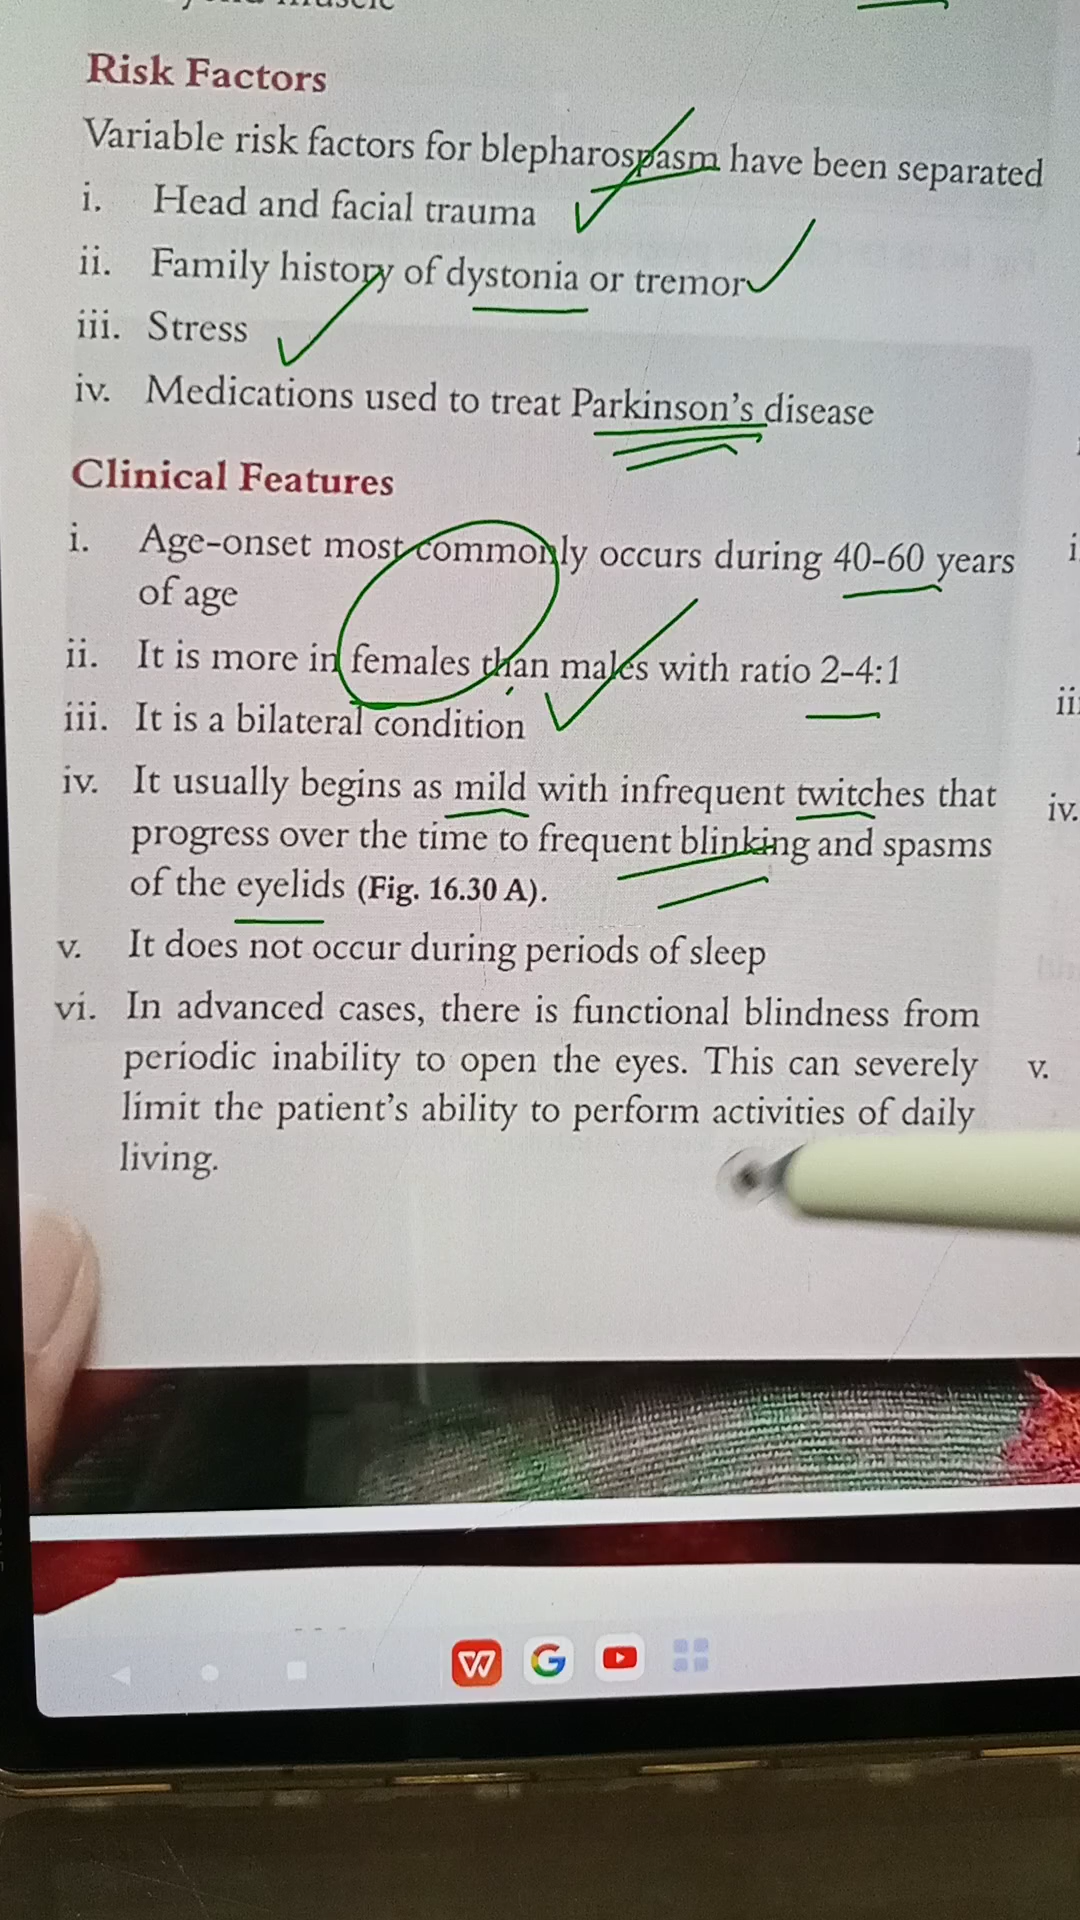 Risk Factors
Variable risk factors for blepharospasm have been separated
i. Head and facial trauma
ii. Family history of dystonia or tremor
iii. Stress
iv. Medications used to treat Parkinson's disease
Clinical Features
i. Age-onset most commonly occurs during 40-60 years
of age
ii. It is more in females than males with ratio 2-4:1
iii. It is a bilateral condition
iv. It usually begins as mild with infrequent twitches that
progress over the time to frequent blinking and spasms
of the eyelids (Fig. 16.30 A).
v. It does not occur during periods of sleep
vi. In advanced cases, there is functional blindness from
periodic inability to open the eyes. This can severely
limit the patient's ability to perform activities of daily
living.
iv.
v.